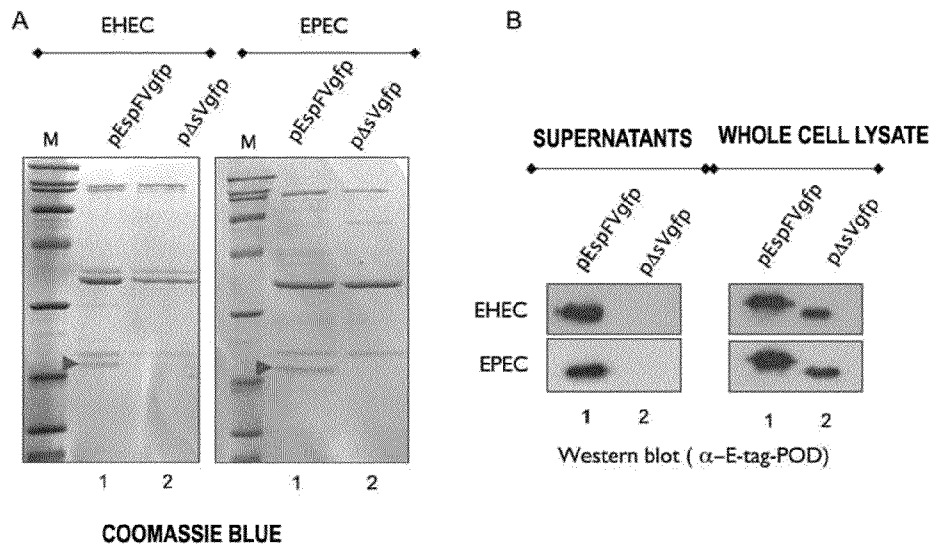 A
EHEC
EPEC
M
pEspFVgfp
pΔsVgfp
M
pEspFVgfp
pΔsVgfp
1
2
1
2
COOMASSIE BLUE
B
SUPERNATANTS
WHOLE CELL LYSATE
pEspFVgfp
pΔsVgfp
pEspFVgfp
pΔsVgfp
EHEC
EPEC
1
2
1
2
Western blot ( α–E-tag-POD)